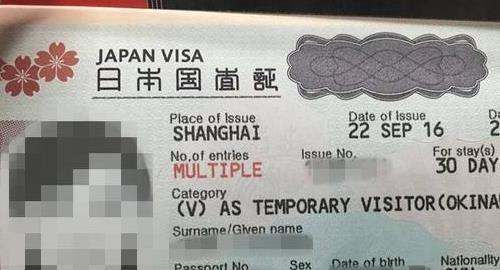 JAPAN VISA
日本国査証
Place of Issue
SHANGHAI
Date of Issue
22 SEP 16
No.of entries
MULTIPLE
Issue No.
For stay(s)
30 DAY
Category
(V) AS TEMPORARY VISITOR(OKINA
Surname/Given name
Passport No.
Sex
Date of birth
Nationality